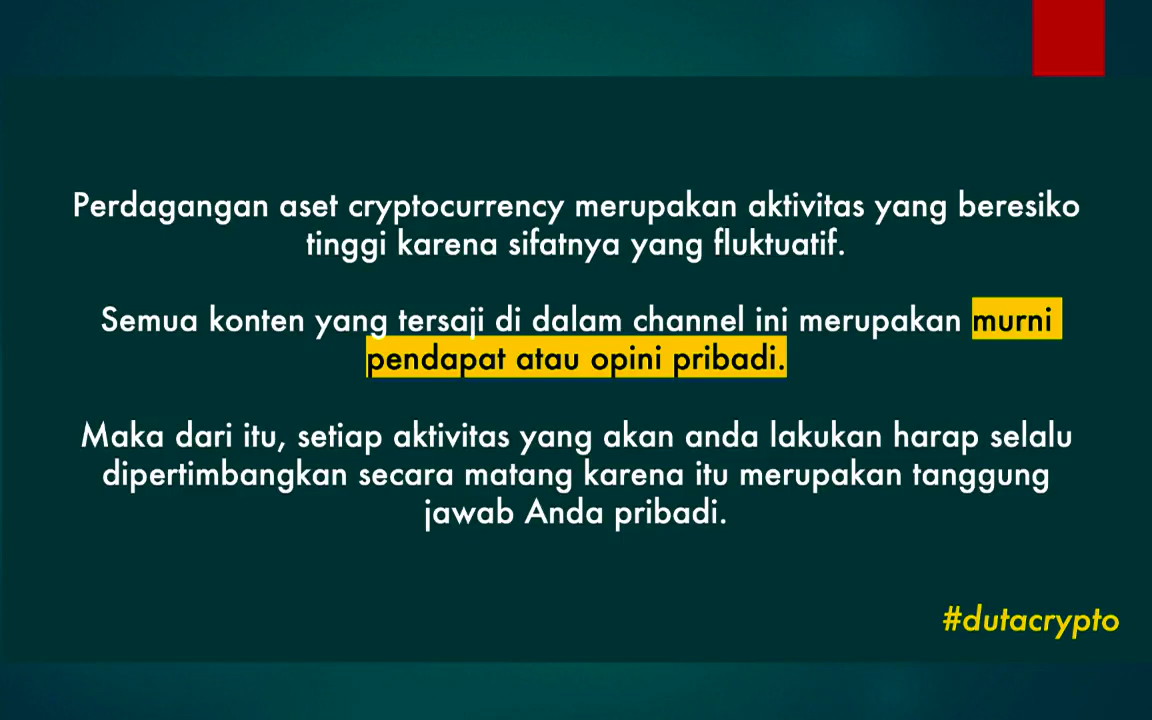 Perdagangan aset cryptocurrency merupakan aktivitas yang beresiko
tinggi karena sifatnya yang fluktuatif.
Semua konten yang tersaji di dalam channel ini merupakan murni
pendapat atau opini pribadi.
Maka dari itu, setiap aktivitas yang akan anda lakukan harap selalu
dipertimbangkan secara matang karena itu merupakan tanggung
jawab Anda pribadi.
#dutacrypto